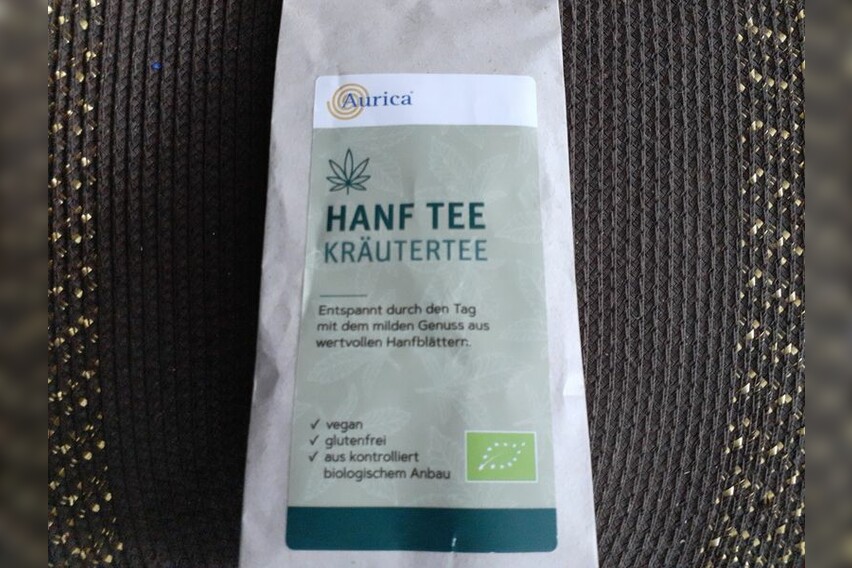 Aurica
HANF TEE
KRÄUTERTEE
Entspannt durch den Tag
mit dem milden Genuss aus
wertvollen Hanfblättern.
✓ vegan
✓ glutenfrei
✓ aus kontrolliert
biologischem Anbau